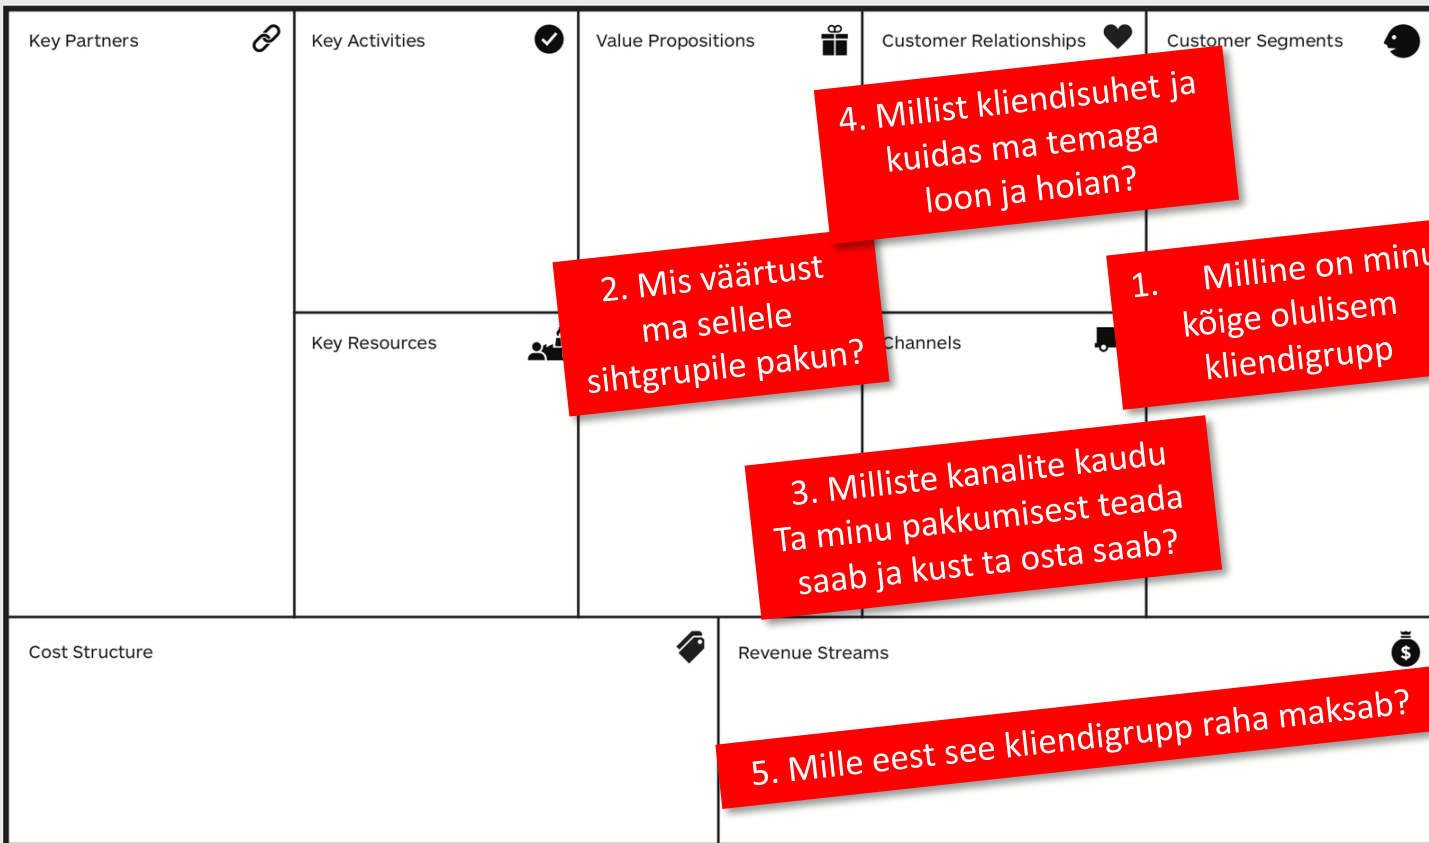 Key Partners
Key Activities
Value Propositions
Customer Relationships
Customer Segments
4. Millist kliendisuhet ja
kuidas ma temaga
loon ja hoian?
2. Mis väärtust
ma sellele
sihtgrupile pakun?
1. Milline on minu
kõige olulisem
kliendigrupp
Key Resources
Channels
3. Milliste kanalite kaudu
Ta minu pakkumisest teada
saab ja kust ta osta saab?
Cost Structure
Revenue Streams
$
5. Mille eest see kliendigrupp raha maksab?